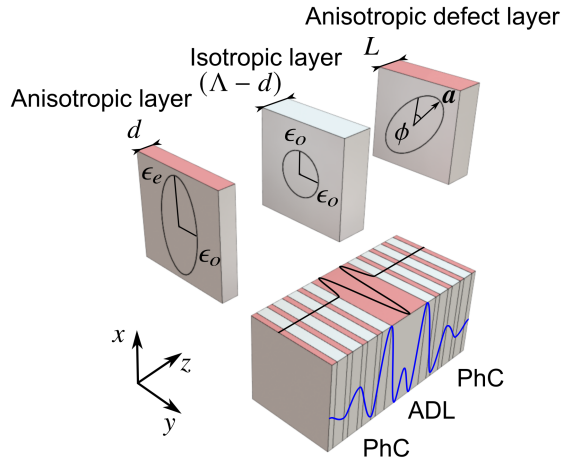 Anisotropic defect layer
L
a
ϕ
Isotropic layer
(Λ − d)
ϵo
ϵo
Anisotropic layer
d
ϵe
ϵo
x
z
y
PhC
ADL
PhC